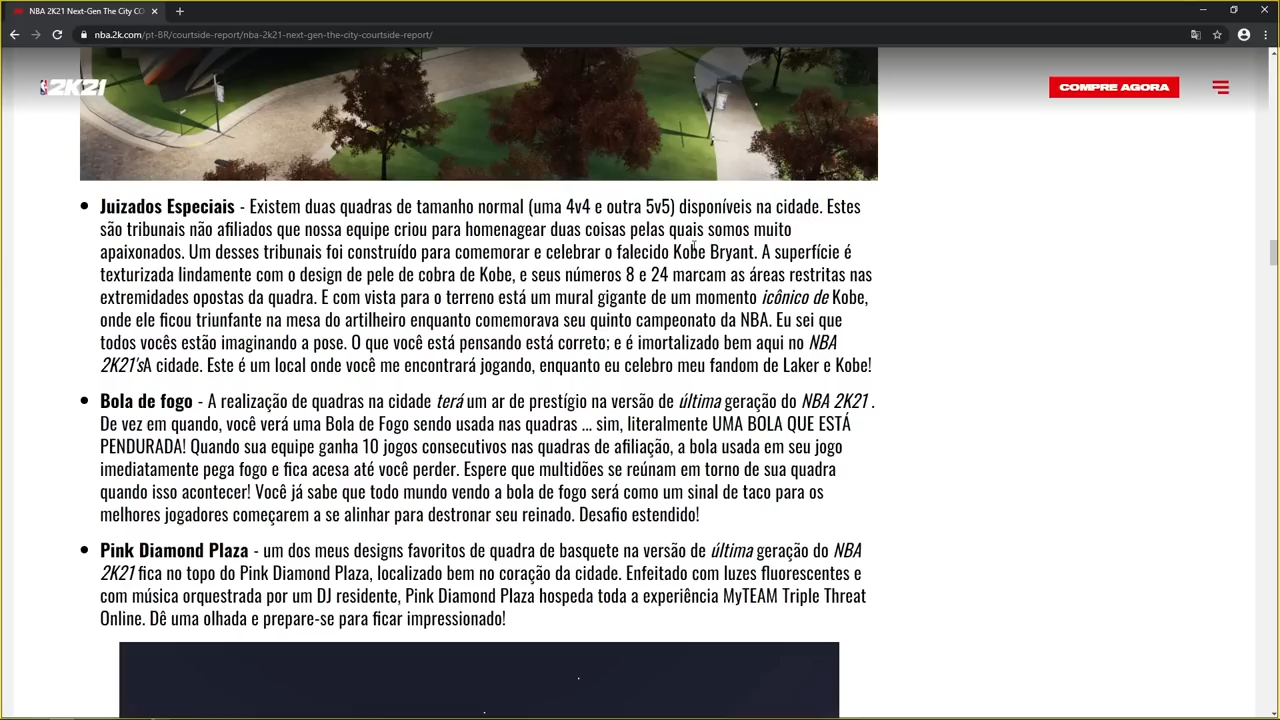 NBA 2K21 Next-Gen The City CO
nba.2k.com/pt-BR/courtside-report/nba-2k21-next-gen-the-city-courtside-report/
2K21
COMPRE AGORA
Juizados Especiais - Existem duas quadras de tamanho normal (uma 4v4 e outra 5v5) disponíveis na cidade. Estes
são tribunais não afiliados que nossa equipe criou para homenagear duas coisas pelas quais somos muito
apaixonados. Um desses tribunais foi construído para comemorar e celebrar o falecido Kobe Bryant. A superfície é
texturizada lindamente com o design de pele de cobra de Kobe, e seus números 8 e 24 marcam as áreas restritas nas
extremidades opostas da quadra. E com vista para o terreno está um mural gigante de um momento icônico de Kobe,
onde ele ficou triunfante na mesa do artilheiro enquanto comemorava seu quinto campeonato da NBA. Eu sei que
todos vocês estão imaginando a pose. O que você está pensando está correto; e é imortalizado bem aqui no NBA
2K21'sA cidade. Este é um local onde você me encontrará jogando, enquanto eu celebro meu fandom de Laker e Kobe!
Bola de fogo - A realização de quadras na cidade terá um ar de prestígio na versão de última geração do NBA 2K21 .
De vez em quando, você verá uma Bola de Fogo sendo usada nas quadras ... sim, literalmente UMA BOLA QUE ESTÁ
PENDURADA! Quando sua equipe ganha 10 jogos consecutivos nas quadras de afiliação, a bola usada em seu jogo
imediatamente pega fogo e fica acesa até você perder. Espere que multidões se reúnam em torno de sua quadra
quando isso acontecer! Você já sabe que todo mundo vendo a bola de fogo será como um sinal de taco para os
melhores jogadores começarem a se alinhar para destronar seu reinado. Desafio estendido!
Pink Diamond Plaza - um dos meus designs favoritos de quadra de basquete na versão de última geração do NBA
2K21 fica no topo do Pink Diamond Plaza, localizado bem no coração da cidade. Enfeitado com luzes fluorescentes e
com música orquestrada por um DJ residente, Pink Diamond Plaza hospeda toda a experiência MyTEAM Triple Threat
Online. Dê uma olhada e prepare-se para ficar impressionado!